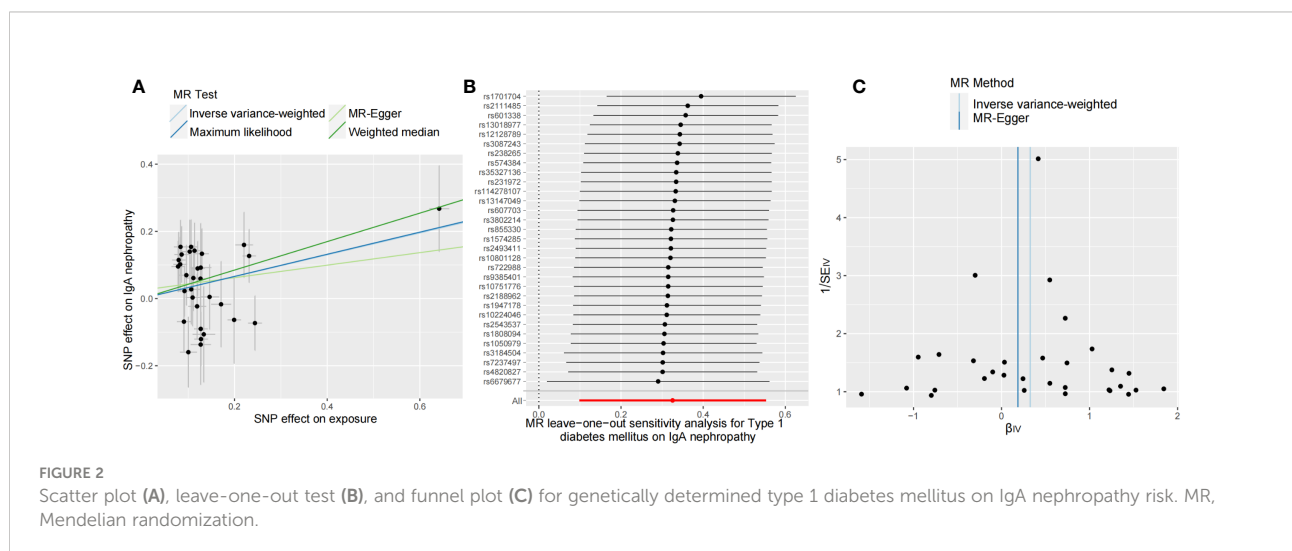 A
MR Test
Inverse variance-weighted
MR-Egger
Maximum likelihood
Weighted median
0.4
0.2
0.0
−0.2
SNP effect on IgA nephropathy
0.2
0.4
0.6
SNP effect on exposure
B
rs1701704
rs2111485
rs601338
rs13018977
rs12128789
rs3087243
rs238265
rs574384
rs35327136
rs231972
rs114278107
rs13147049
rs607703
rs3802214
rs855330
rs1574285
rs2493411
rs10801128
rs722988
rs9385401
rs10751776
rs2188962
rs1947178
rs10224046
rs2543537
rs1808094
rs1050979
rs3184504
rs7237497
rs4820827
rs6679677
All
0.0
0.2
0.4
0.6
MR leave−one−out sensitivity analysis for Type 1
diabetes mellitus on IgA nephropathy
C
MR Method
Inverse variance-weighted
MR-Egger
5
4
3
2
1
1/SEIV
−1
0
1
2
βIV
FIGURE 2
Scatter plot (A), leave-one-out test (B), and funnel plot (C) for genetically determined type 1 diabetes mellitus on IgA nephropathy risk. MR,
Mendelian randomization.